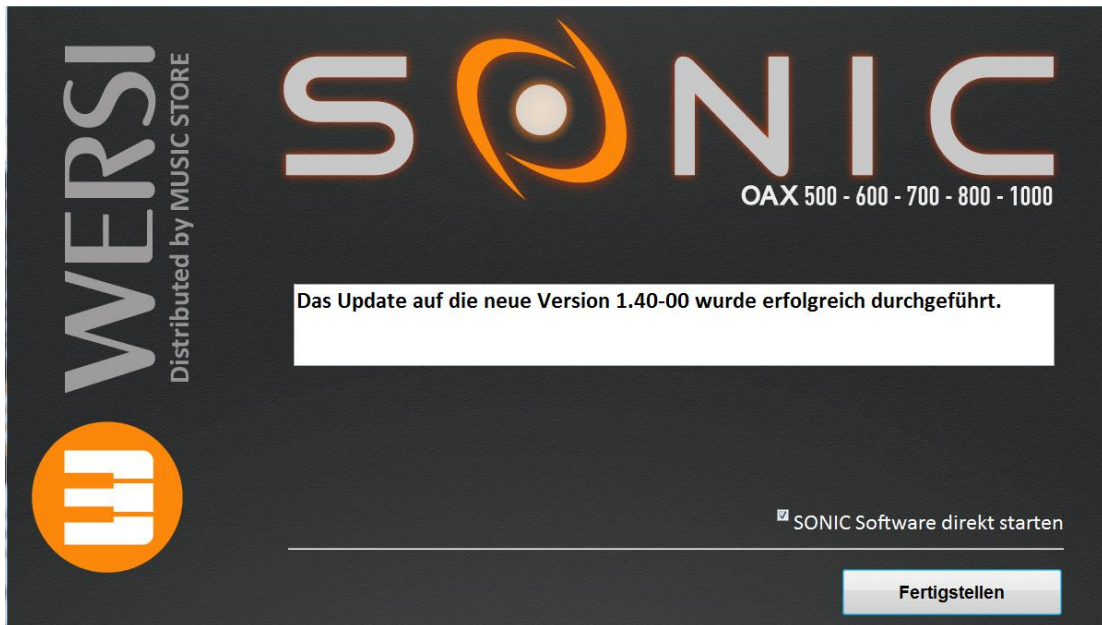 WERSI
Distributed by MUSIC STORE
SONIC
OAX 500 - 600 - 700 - 800 - 1000
Das Update auf die neue Version 1.40-00 wurde erfolgreich durchgeführt.
SONIC Software direkt starten
Fertigstellen